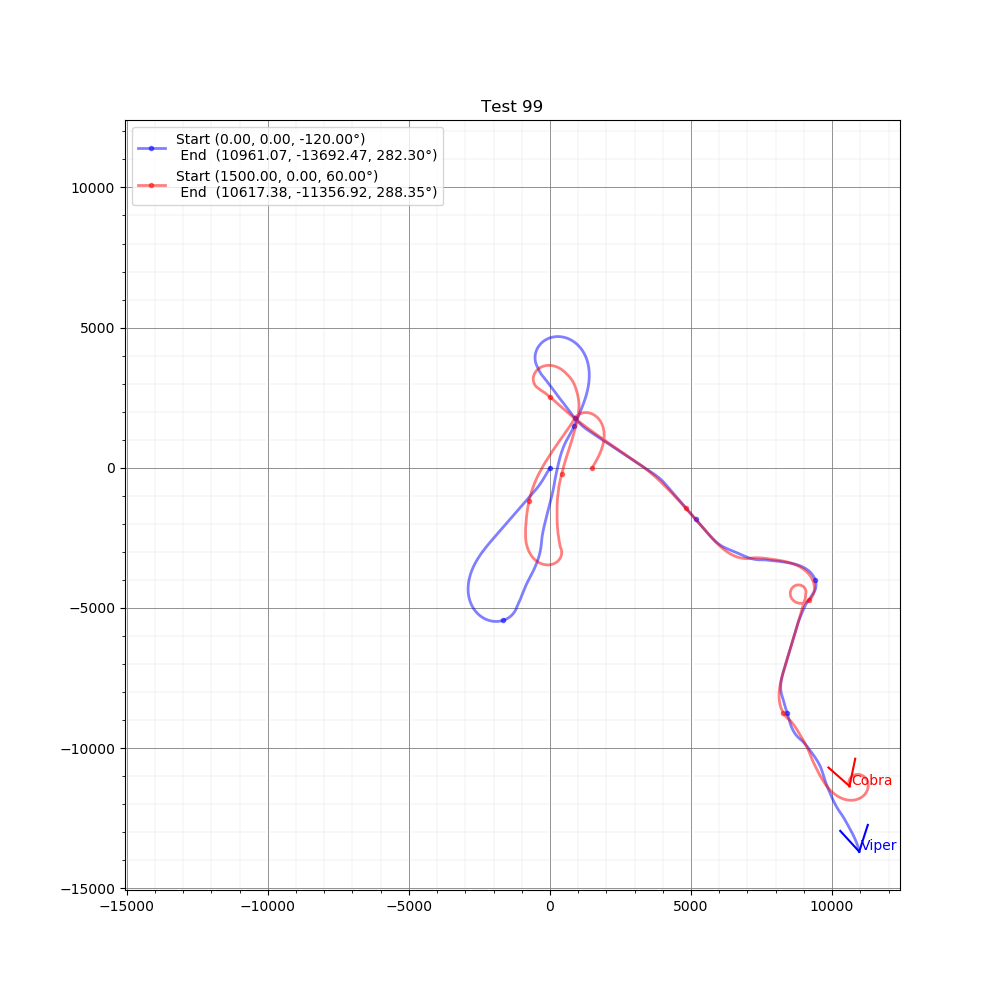 Test 99
Start (0.00, 0.00, -120.00°)
End (10961.07, -13692.47, 282.30°)
Start (1500.00, 0.00, 60.00°)
End (10617.38, -11356.92, 288.35°)
10000
5000
0
−5000
−10000
−15000
Cobra
Viper
−15000 −10000 −5000 0 5000 10000